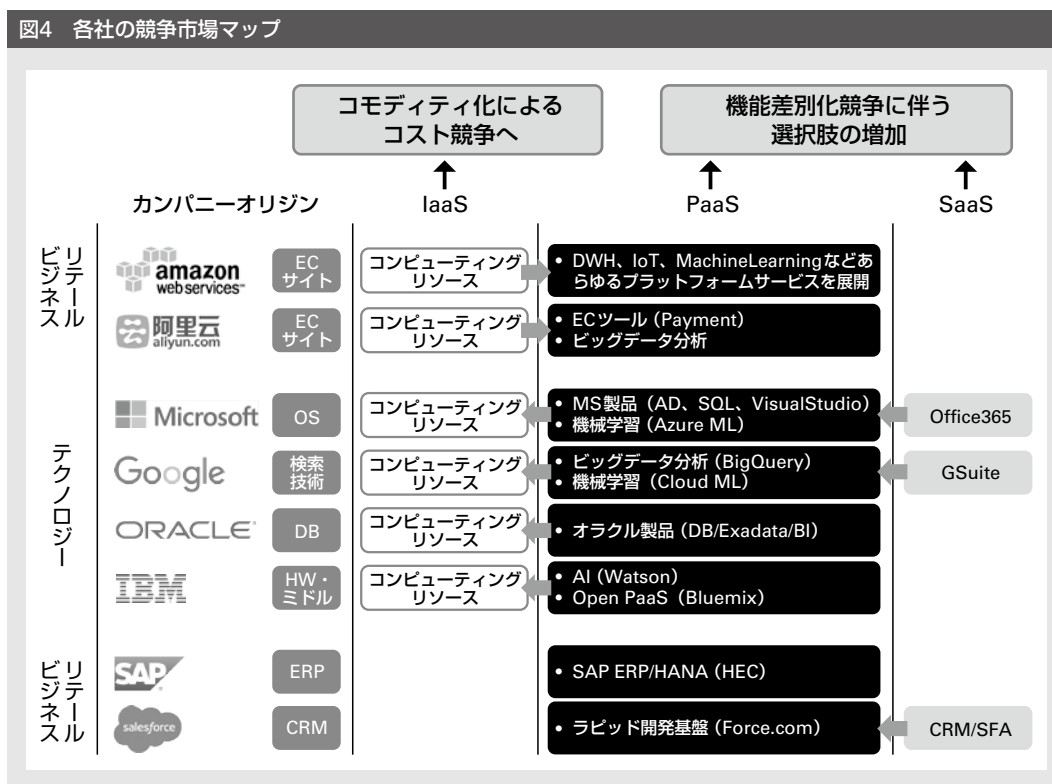 図4　各社の競争市場マップ
コモディティ化による
コスト競争へ
機能差別化競争に伴う
選択肢の増加
カンパニーオリジン
IaaS
PaaS
SaaS
リテール
ビジネス
amazon
webservices
EC
サイト
コンピューティング
リソース
• DWH、IoT、MachineLearningなどあ
らゆるプラットフォームサービスを展開
阿里云
aliyun.com
EC
サイト
コンピューティング
リソース
• ECツール（Payment）
• ビッグデータ分析
テクノロジー
Microsoft
OS
コンピューティング
リソース
• MS製品（AD、SQL、VisualStudio）
• 機械学習（Azure ML）
Office365
Google
検索
技術
コンピューティング
リソース
• ビッグデータ分析（BigQuery）
• 機械学習（Cloud ML）
GSuite
ORACLE
DB
コンピューティング
リソース
• オラクル製品（DB/Exadata/BI）
IBM
HW・
ミドル
コンピューティング
リソース
• AI（Watson）
• Open PaaS（Bluemix）
リテール
ビジネス
SAP
ERP
• SAP ERP/HANA（HEC）
salesforce
CRM
• ラピッド開発基盤（Force.com）
CRM/SFA